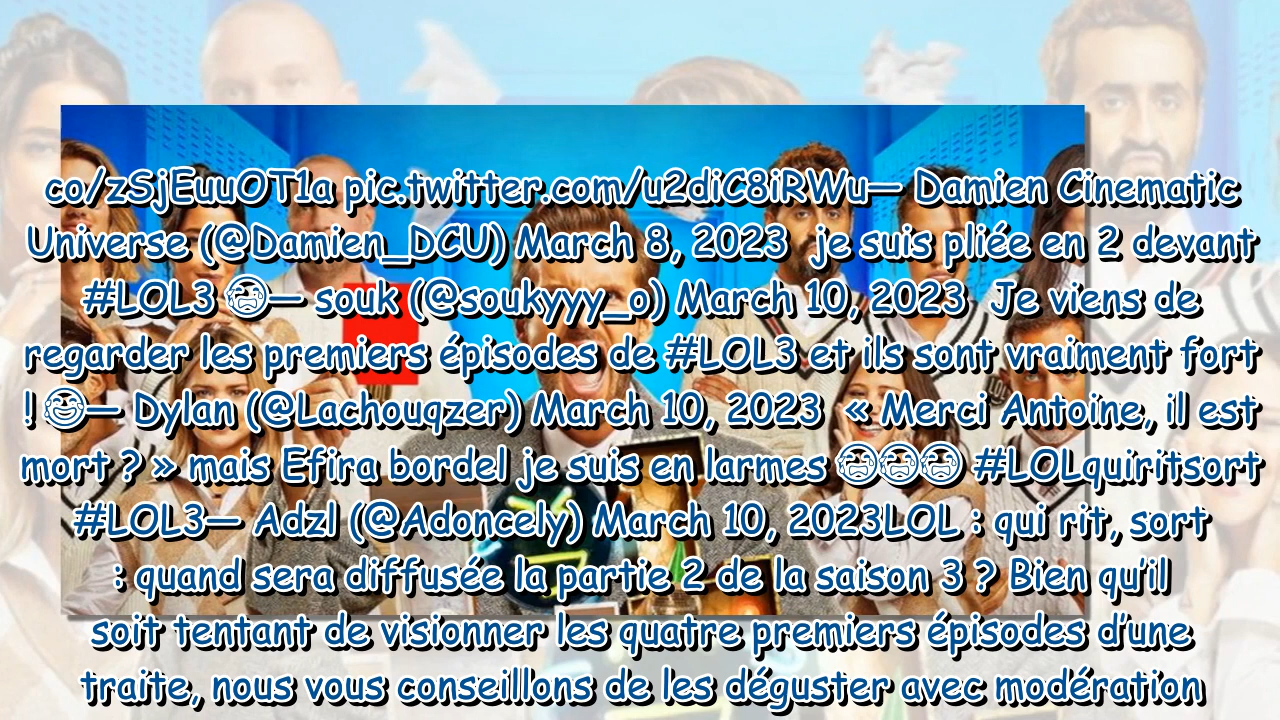 co/zSjEuuOT1a pic.twitter.com/u2diC8iRWu— Damien Cinematic
Universe (@Damien_DCU) March 8, 2023  je suis pliée en 2 devant
#LOL3 😭— souk (@soukyyy_o) March 10, 2023  Je viens de
regarder les premiers épisodes de #LOL3 et ils sont vraiment fort
! 😂— Dylan (@Lachouqzer) March 10, 2023  « Merci Antoine, il est
mort ? » mais Efira bordel je suis en larmes 😭😭😭 #LOLquiritsort
#LOL3— Adzl (@Adoncely) March 10, 2023LOL : qui rit, sort
: quand sera diffusée la partie 2 de la saison 3 ? Bien qu’il
soit tentant de visionner les quatre premiers épisodes d’une
traite, nous vous conseillons de les déguster avec modération